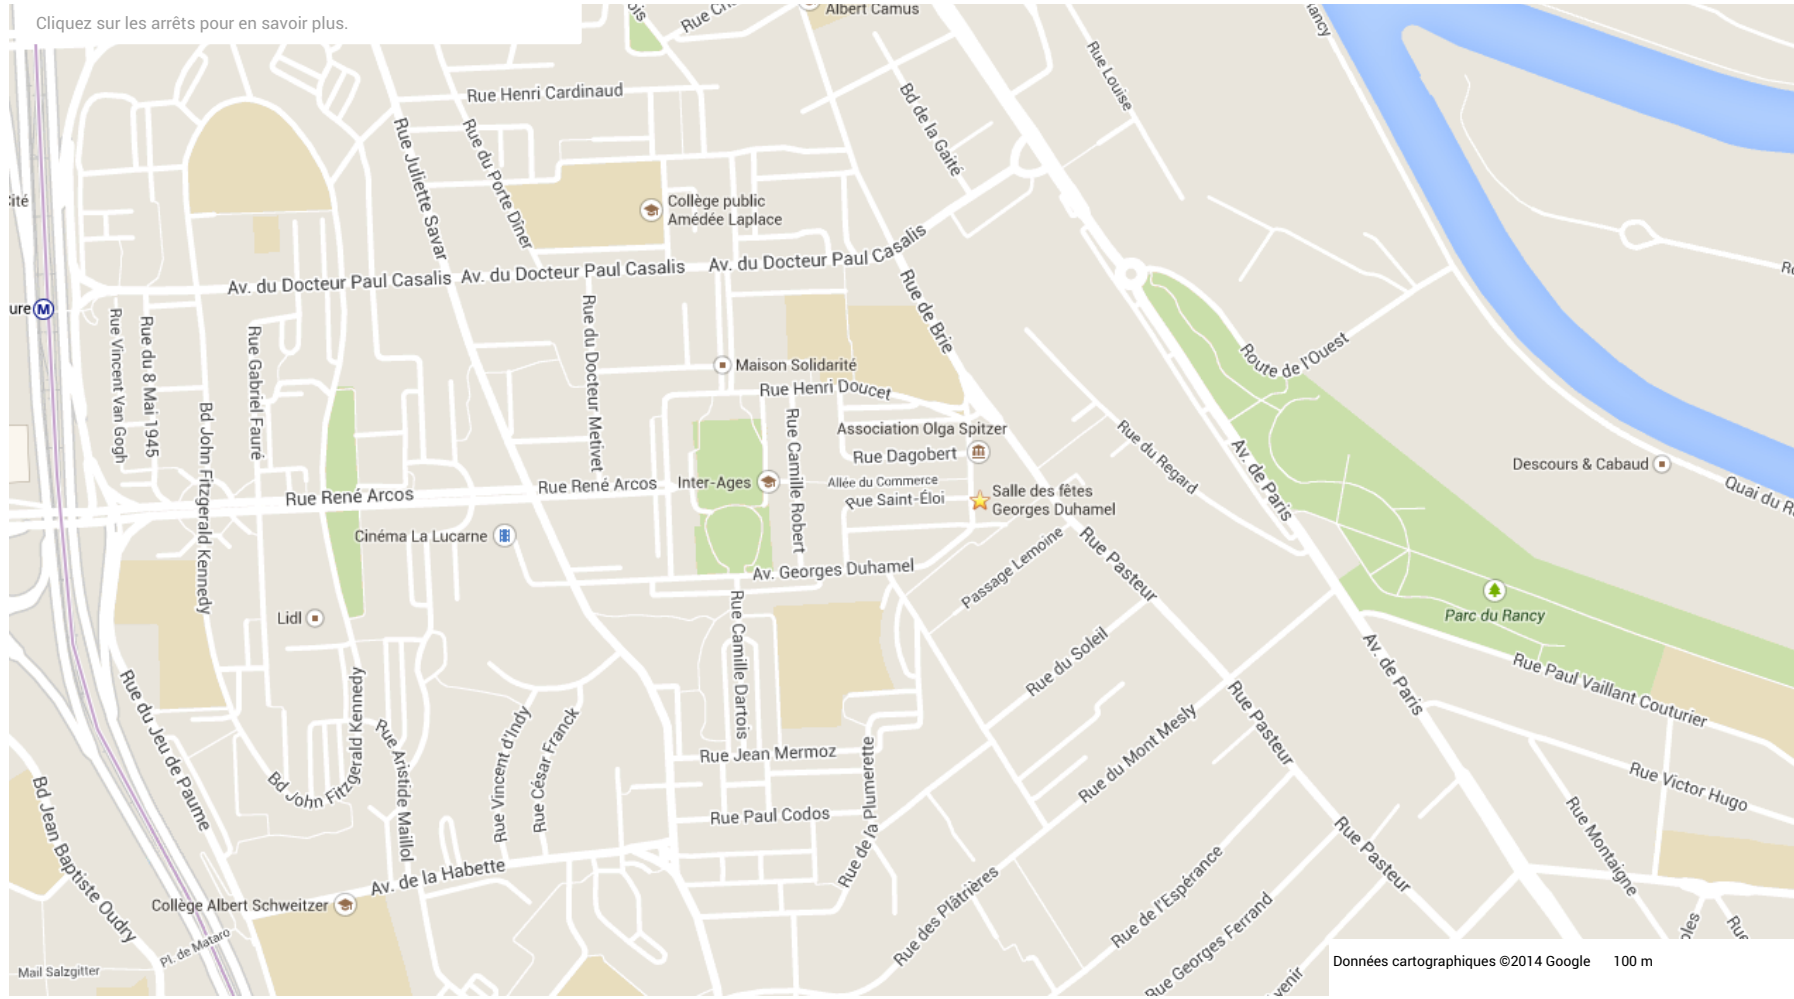 Cliquez sur les arrêts pour en savoir plus.
Albert Camus
Rue Henri Cardinaud
Rue Louise
Bd de la Gaité
Rue Juliette Savar
Rue du Porte Dîner
Collège public
Amédée Laplace
Av. du Docteur Paul Casalis
Av. du Docteur Paul Casalis
Av. du Docteur Paul Casalis
M
Rue de Brie
Rue Vincent Van Gogh
Rue du 8 Mai 1945
Rue Gabriel Fauré
Rue du Docteur Metivet
Maison Solidarité
Rue Henri Doucet
Route de l'Ouest
Bd John Fitzgerald Kennedy
Rue Camille Robert
Association Olga Spitzer
Rue Dagobert
Rue du Regard
Av. de Paris
Descours & Cabaud
Rue René Arcos
Rue René Arcos
Inter-Ages
Allée du Commerce
Rue Saint-Éloi
Salle des fêtes
Georges Duhamel
Cinéma La Lucarne
Av. Georges Duhamel
Passage Lemoine
Rue Pasteur
Lidl
Rue Camille Dartois
Rue du Soleil
Parc du Rancy
Av. de Paris
Rue Paul Vaillant Couturier
Rue du Jeu de Paume
Bd John Fitzgerald Kennedy
Rue Aristide Maillol
Rue Vincent d'Indy
Rue César Franck
Rue Jean Mermoz
Rue de la Plumerette
Rue du Mont Mesly
Rue Pasteur
Rue Victor Hugo
Rue Montaigne
Bd Jean Baptiste Oudry
Rue Paul Codos
Rue Pasteur
Av. de la Habette
Collège Albert Schweitzer
Rue des Plâtrières
Rue de l'Espérance
Rue Georges Ferrand
Pl. de Mataro
Mail Salzgitter
Rue
Données cartographiques ©2014 Google 100 m